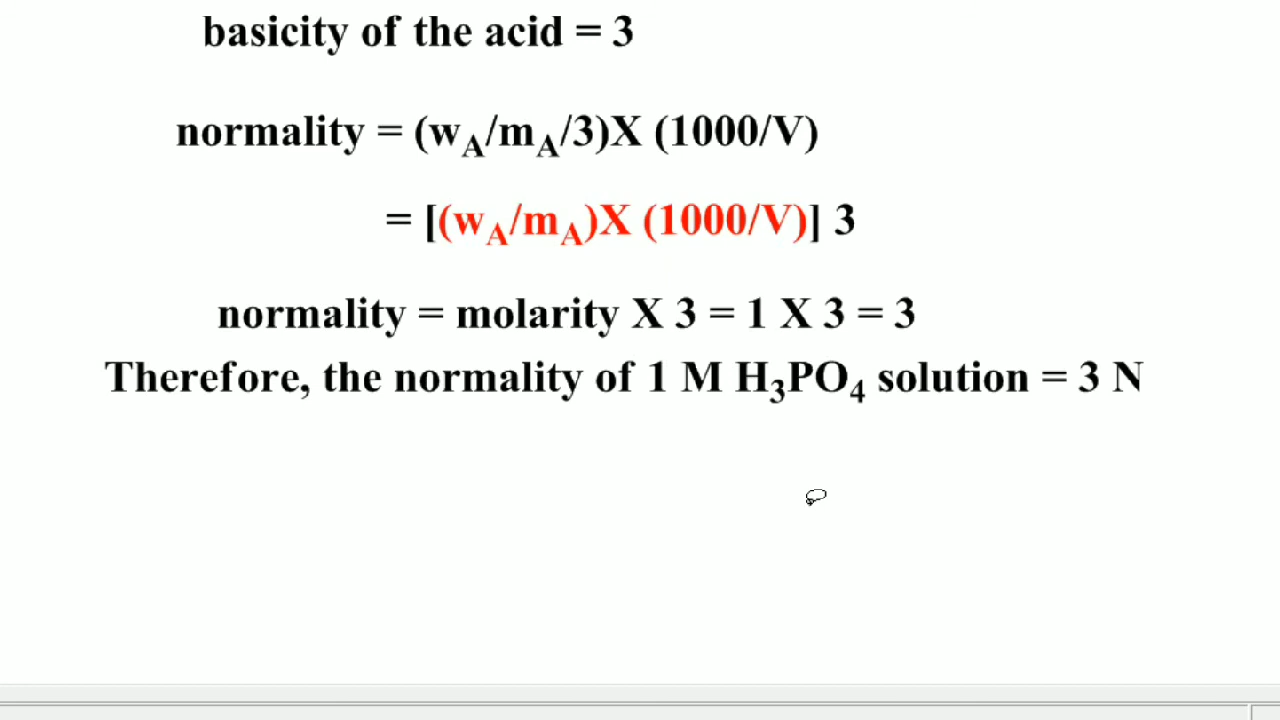 basicity of the acid = 3
normality = (wA/mA/3)X (1000/V)
= [(wA/mA)X (1000/V)] 3
normality = molarity X 3 = 1 X 3 = 3
Therefore, the normality of 1 M H3PO4 solution = 3 N